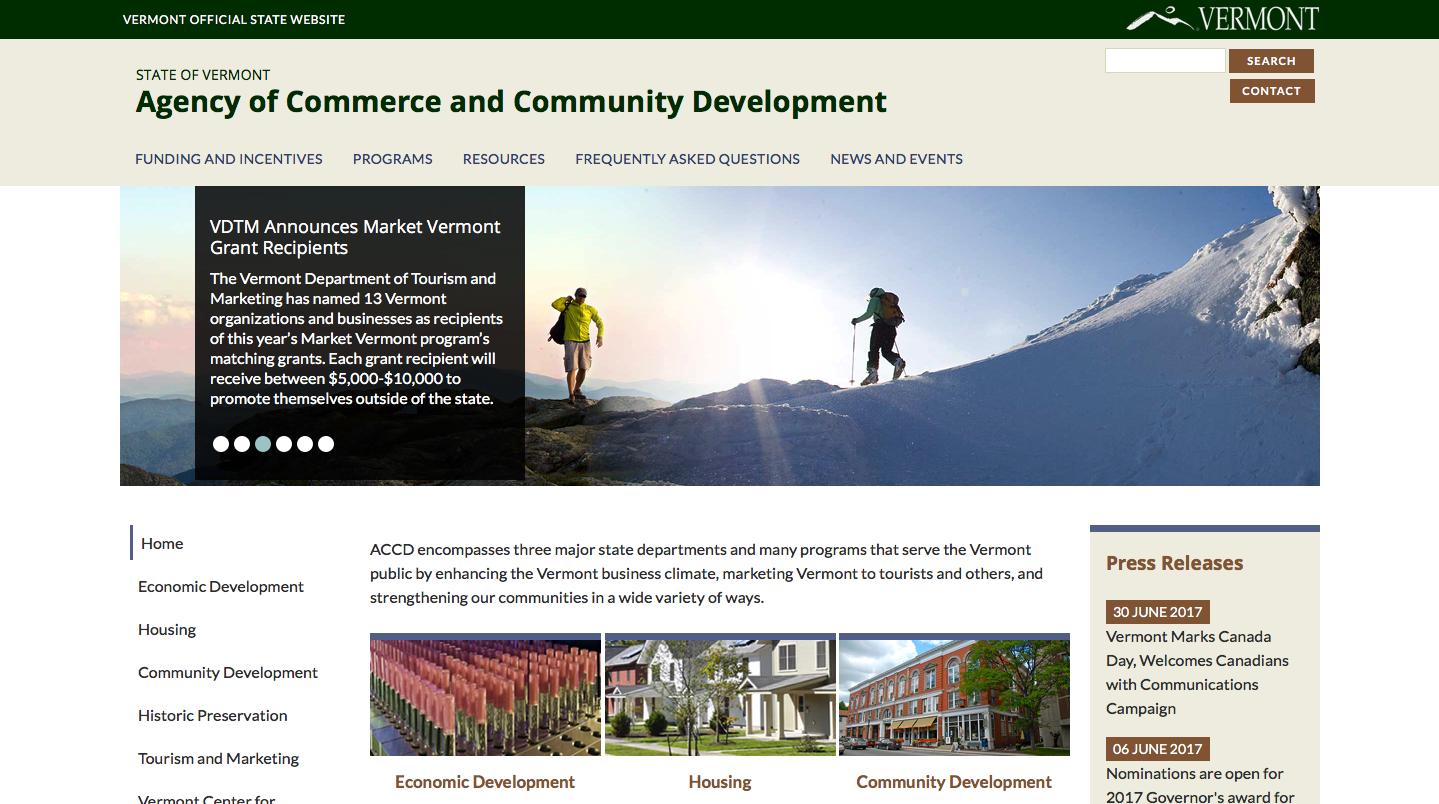 VERMONT OFFICIAL STATE WEBSITE
VERMONT
SEARCH
STATE OF VERMONT
Agency of Commerce and Community Development
CONTACT
FUNDING AND INCENTIVES PROGRAMS RESOURCES FREQUENTLY ASKED QUESTIONS NEWS AND EVENTS
VDTM Announces Market Vermont
Grant Recipients
The Vermont Department of Tourism and
Marketing has named 13 Vermont
organizations and businesses as recipients
of this year's Market Vermont program's
matching grants. Each grant recipient will
receive between $5,000-$10,000 to
promote themselves outside of the state.
Home
Economic Development
Housing
Community Development
Historic Preservation
Tourism and Marketing
Vermont Center for
ACCD encompasses three major state departments and many programs that serve the Vermont
public by enhancing the Vermont business climate, marketing Vermont to tourists and others, and
strengthening our communities in a wide variety of ways.
Economic Development
Housing
Community Development
Press Releases
30 JUNE 2017
Vermont Marks Canada
Day, Welcomes Canadians
with Communications
Campaign
06 JUNE 2017
Nominations are open for
2017 Governor's award for